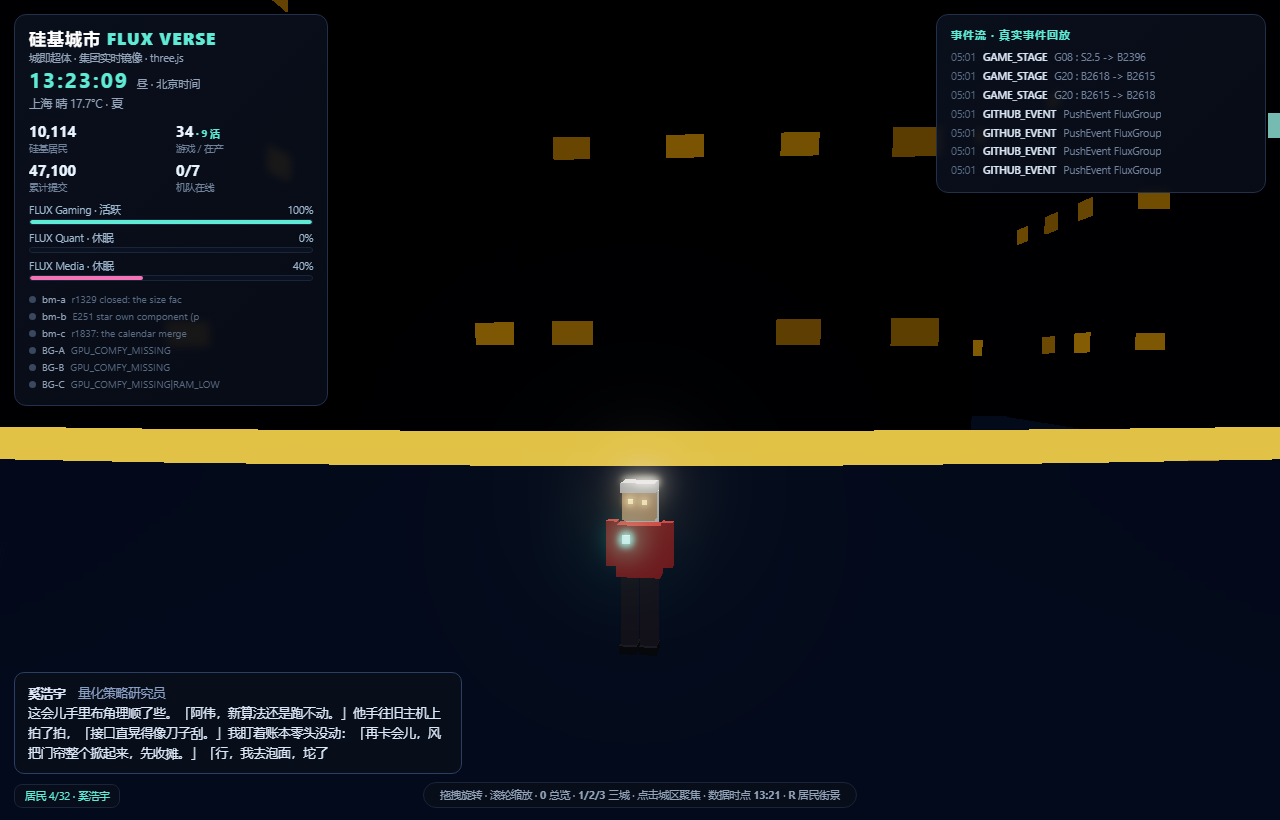 硅基城市 FLUX VERSE
城即超体 · 集团实时镜像 · three.js
13:23:09 昼 · 北京时间
上海 晴 17.7°C · 夏
10,114 34 · 9 活
硅基居民 游戏 / 在产
47,100 0/7
累计提交 机队在线
FLUX Gaming · 活跃 100%
FLUX Quant · 休眠 0%
FLUX Media · 休眠 40%
bm-a r1329 closed: the size fac
bm-b E251 star own component (p
bm-c r1837: the calendar merge
BG-A GPU_COMFY_MISSING
BG-B GPU_COMFY_MISSING
BG-C GPU_COMFY_MISSING|RAM_LOW
事件流 · 真实事件回放
05:01 GAME_STAGE G08 : S2.5 -> B2396
05:01 GAME_STAGE G20 : B2618 -> B2615
05:01 GAME_STAGE G20 : B2615 -> B2618
05:01 GITHUB_EVENT PushEvent FluxGroup
05:01 GITHUB_EVENT PushEvent FluxGroup
05:01 GITHUB_EVENT PushEvent FluxGroup
05:01 GITHUB_EVENT PushEvent FluxGroup
奚浩宇 量化策略研究员
这会儿手里布角理顺了些。「阿伟，新算法还是跑不动。」他手往旧主机上
拍了拍，「接口直晃得像刀子刮。」我盯着账本零头没动：「再卡会儿，风
把门帘整个掀起来，先收摊。」「行，我去泡面，坨了
居民 4/32 · 奚浩宇
拖拽旋转 · 滚轮缩放 · 0 总览 · 1/2/3 三城 · 点击城区聚焦 · 数据时点 13:21 · R 居民街景